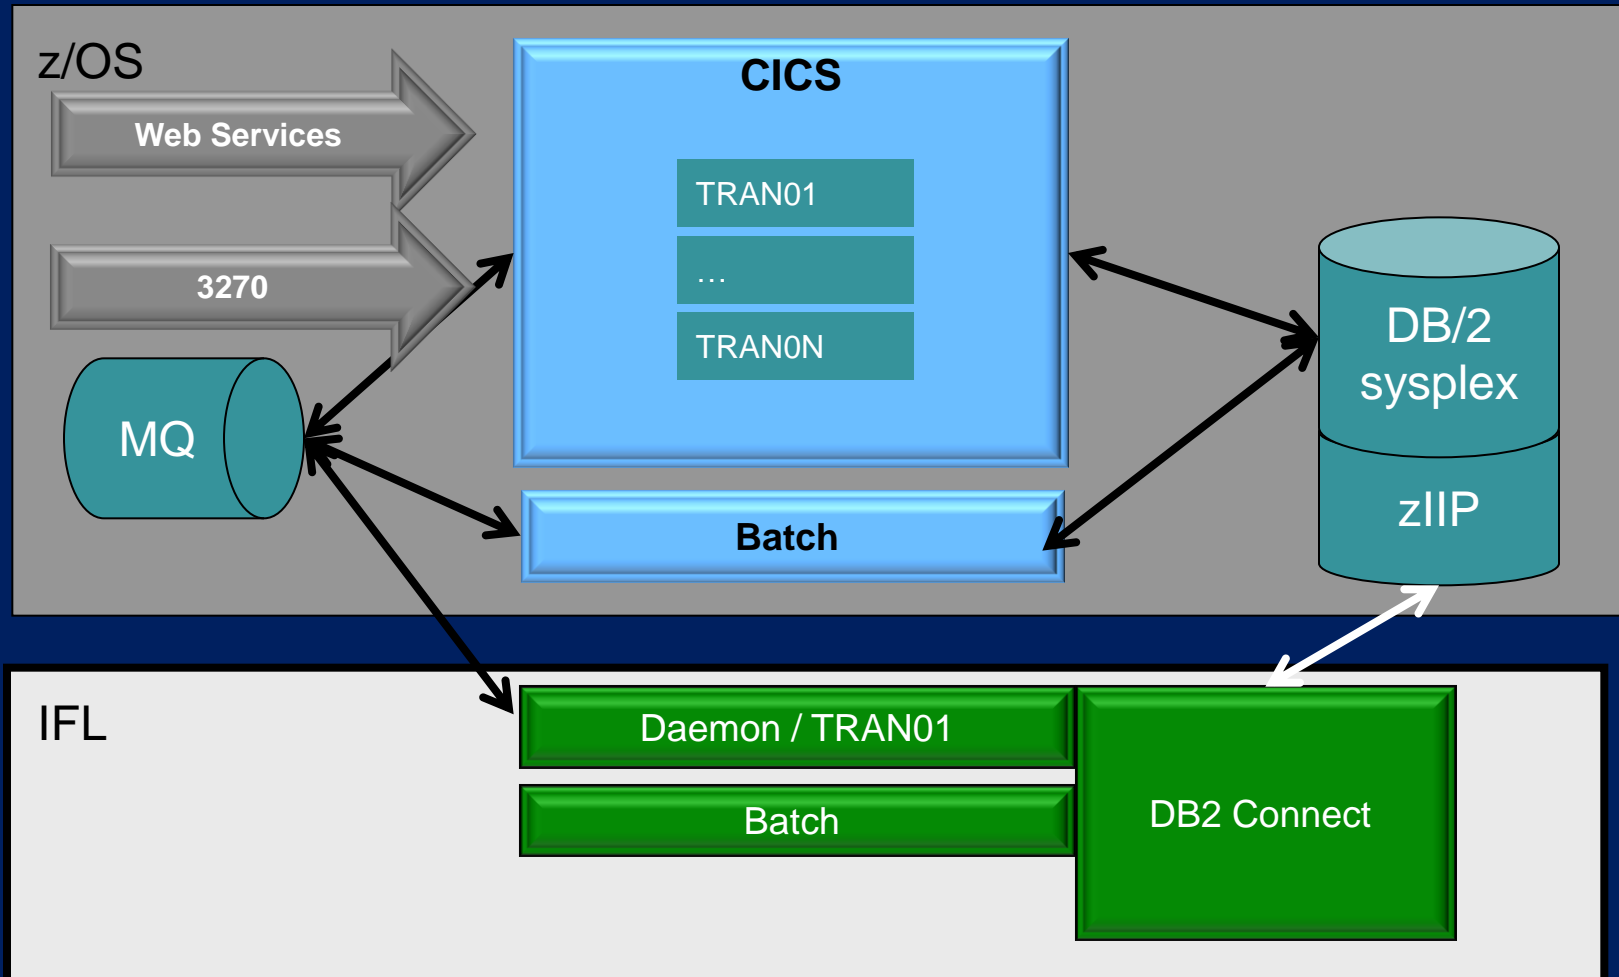 z/OS
Web Services
3270
MQ
CICS
TRAN01
…
TRAN0N
Batch
DB/2
sysplex
zIIP
IFL
Daemon / TRAN01
Batch
DB2 Connect